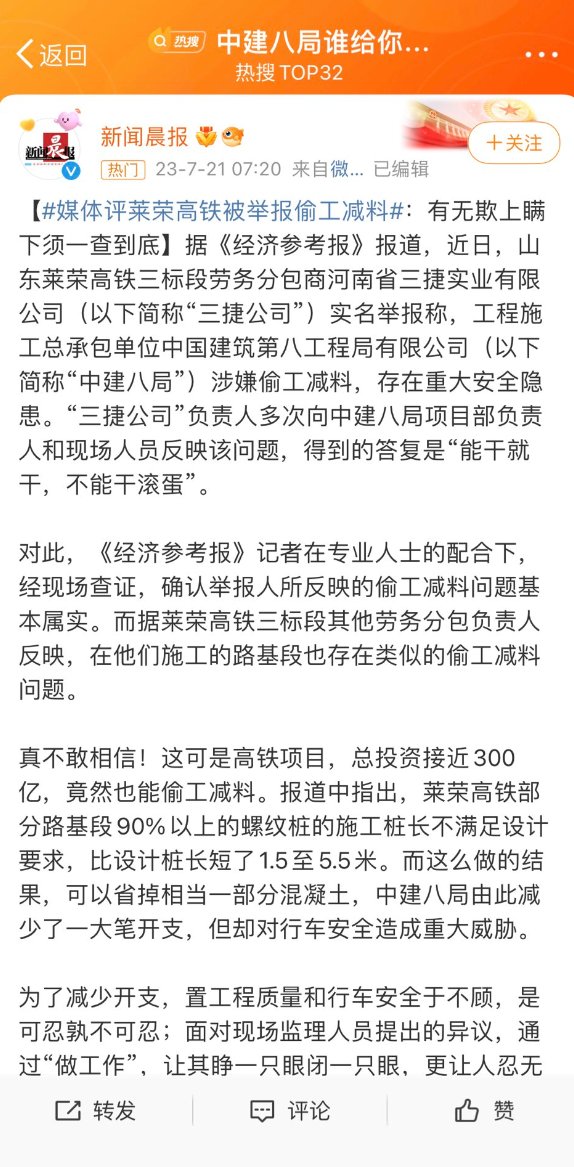 返回
热搜
中建八局谁给你...
热搜TOP32
新闻晨报
热门 23-7-21 07:20 来自微... 已编辑
+关注
新闻晨报
【#媒体评莱荣高铁被举报偷工减料#：有无欺上瞒
下须一查到底】据《经济参考报》报道，近日，山
东莱荣高铁三标段劳务分包商河南省三捷实业有限
公司（以下简称“三捷公司”）实名举报称，工程施
工总承包单位中国建筑第八工程局有限公司（以下
简称“中建八局”）涉嫌偷工减料，存在重大安全隐
患。“三捷公司”负责人多次向中建八局项目部负责
人和现场人员反映该问题，得到的答复是“能干就
干，不能干滚蛋”。
对此，《经济参考报》记者在专业人士的配合下，
经现场查证，确认举报人所反映的偷工减料问题基
本属实。而据莱荣高铁三标段其他劳务分包负责人
反映，在他们施工的路基段也存在类似的偷工减料
问题。
真不敢相信！这可是高铁项目，总投资接近300
亿，竟然也能偷工减料。报道中指出，莱荣高铁部
分路基段90%以上的螺纹桩的施工桩长不满足设计
要求，比设计桩长短了1.5至5.5米。而这么做的结
果，可以省掉相当一部分混凝土，中建八局由此减
少了一大笔开支，但却对行车安全造成重大威胁。
为了减少开支，置工程质量和行车安全于不顾，是
可忍孰不可忍；面对现场监理人员提出的异议，通
过“做工作”，让其睁一只眼闭一只眼，更让人忍无
转发
评论
赞